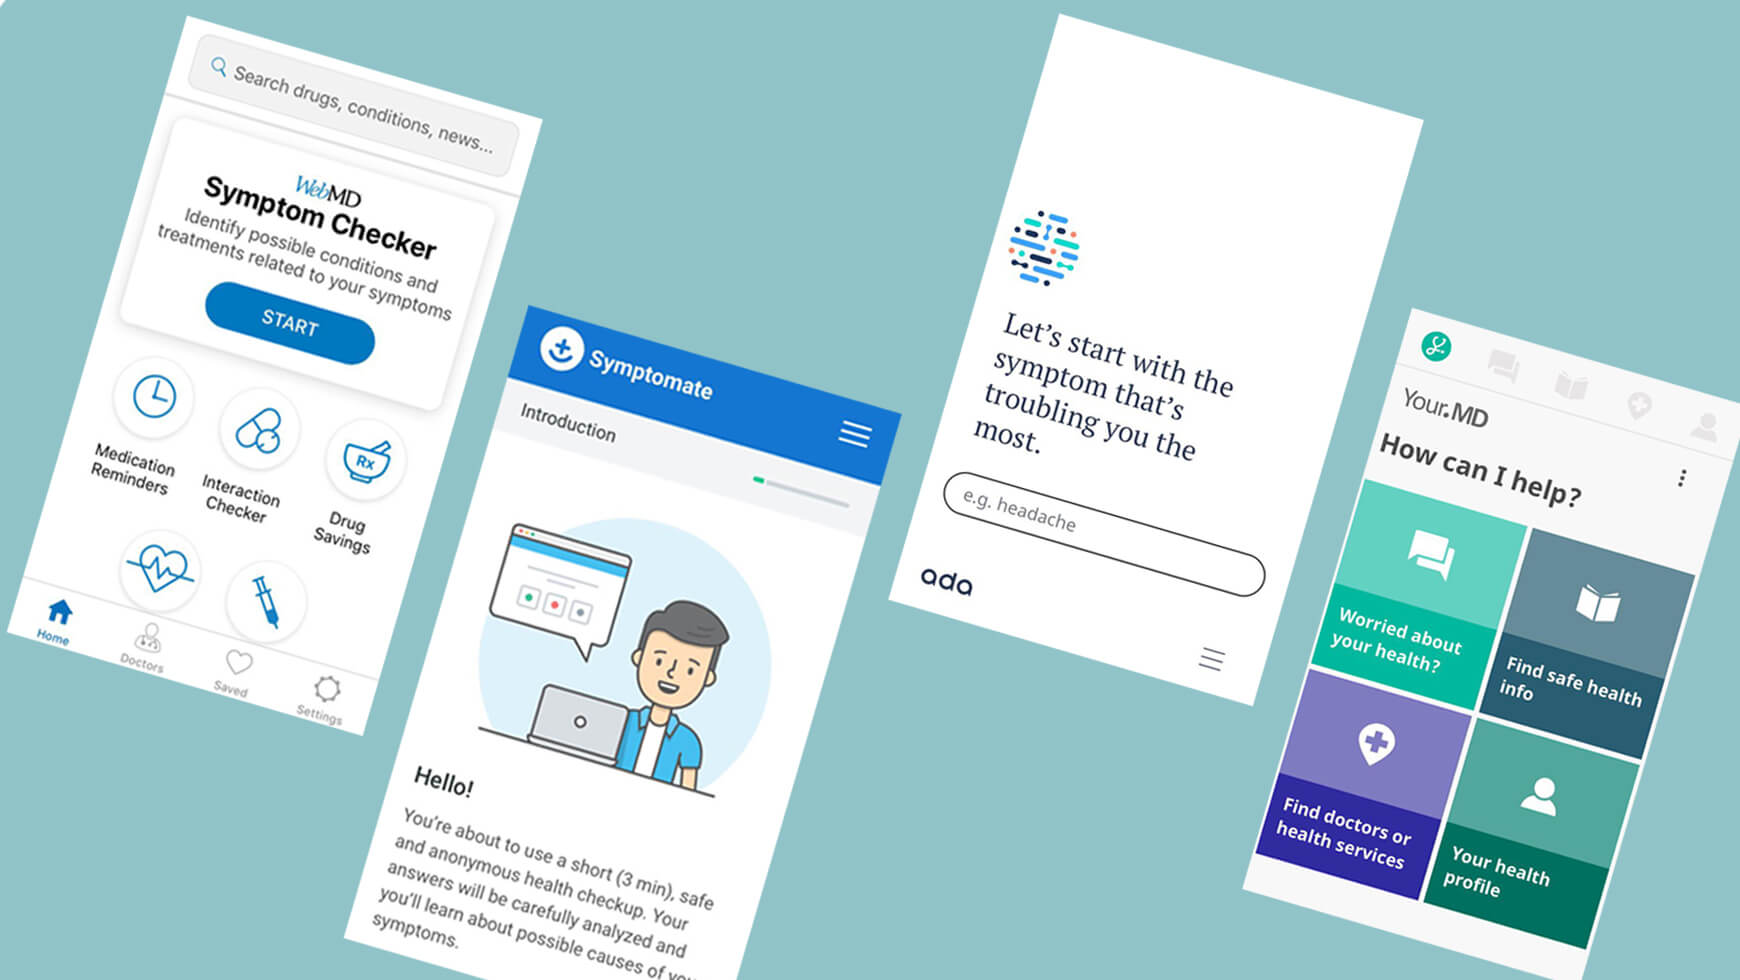 Search drugs, conditions, news...
WebMD
Symptom Checker
Identify possible conditions and
treatments related to your symptoms
START
Medication
Reminders
Interaction
Checker
Rx
Drug
Savings
Home
Doctors
Saved
Settings
Symptomate
Introduction
Hello!
You're about to use a short (3 min), safe
and anonymous health checkup. Your
answers will be carefully analyzed and
you'll learn about possible causes of
symptoms.
Let's start with the
symptom that's
troubling you the
most.
e.g. headache
ada
Your.MD
How can I help?
Worried about
your health?
Find safe health
info
Find doctors or
health services
Your health
profile